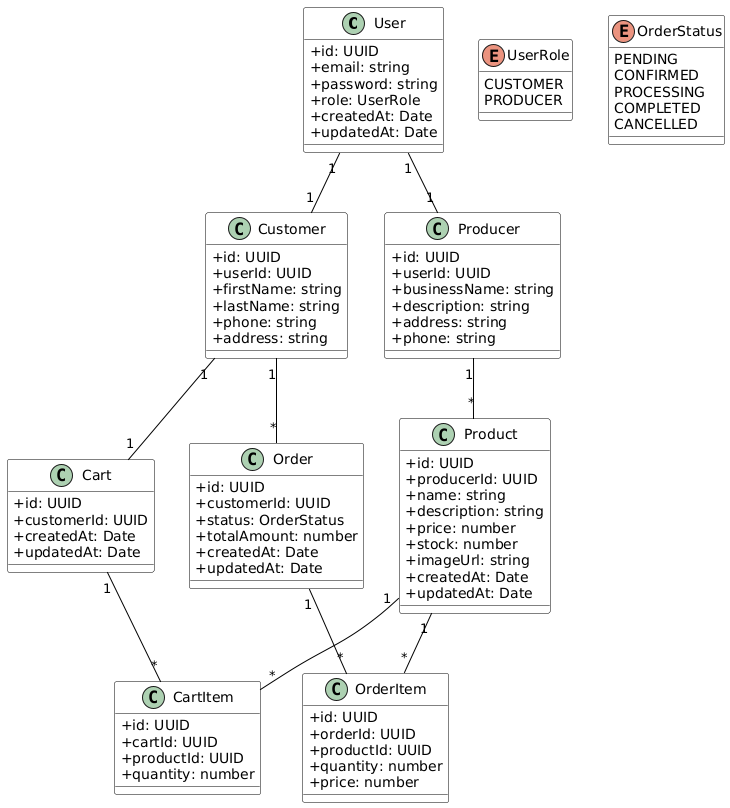 C User
+id: UUID
+email: string
+password: string
+role: UserRole
+createdAt: Date
+updatedAt: Date
E UserRole
CUSTOMER
PRODUCER
E OrderStatus
PENDING
CONFIRMED
PROCESSING
COMPLETED
CANCELLED
1
1
1
1
C Customer
+id: UUID
+userId: UUID
+firstName: string
+lastName: string
+phone: string
+address: string
C Producer
+id: UUID
+userId: UUID
+businessName: string
+description: string
+address: string
+phone: string
1
1
1
*
1
*
C Cart
+id: UUID
+customerId: UUID
+createdAt: Date
+updatedAt: Date
C Order
+id: UUID
+customerId: UUID
+status: OrderStatus
+totalAmount: number
+createdAt: Date
+updatedAt: Date
C Product
+id: UUID
+producerId: UUID
+name: string
+description: string
+price: number
+stock: number
+imageUrl: string
+createdAt: Date
+updatedAt: Date
1
*
1
*
1
*
1
*
C CartItem
+id: UUID
+cartId: UUID
+productId: UUID
+quantity: number
C OrderItem
+id: UUID
+orderId: UUID
+productId: UUID
+quantity: number
+price: number